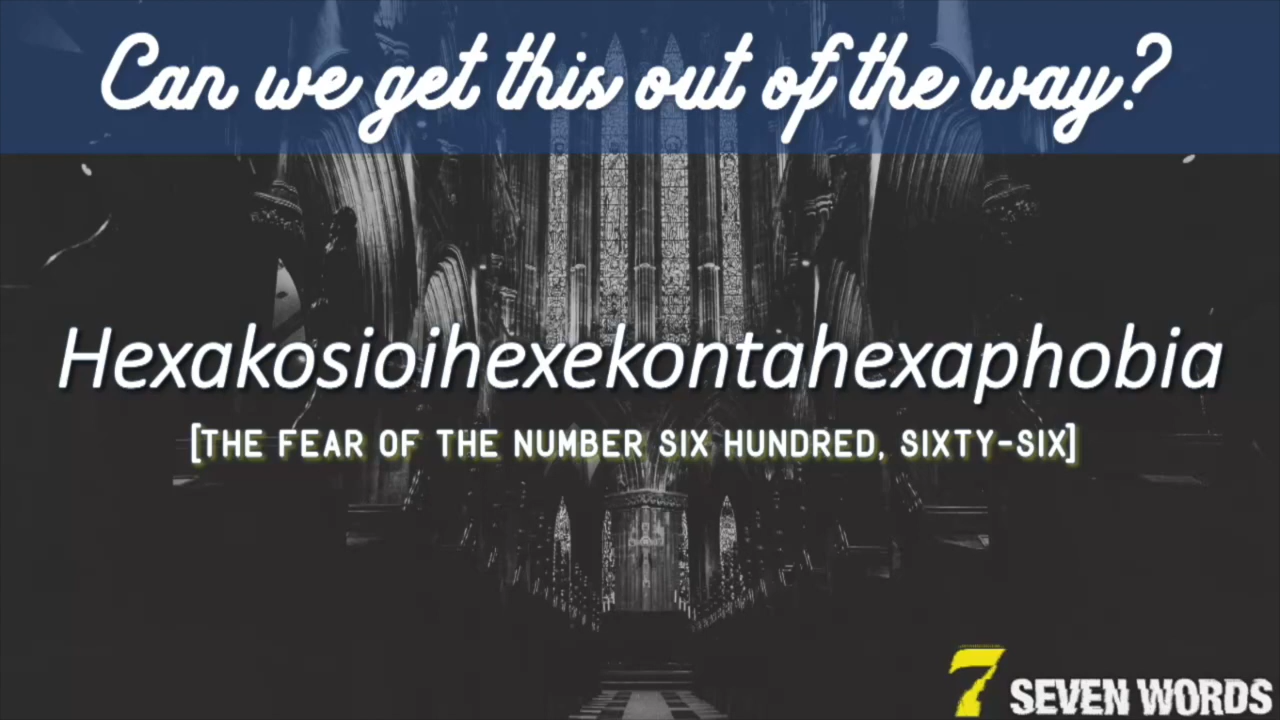 Can we get this out of the way?
Hexakosioihexekontahexaphobia
[THE FEAR OF THE NUMBER SIX HUNDRED, SIXTY-SIX]
7 SEVEN WORDS